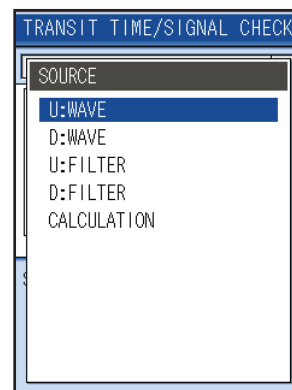 TRANSIT TIME/SIGNAL CHECK
SOURCE
U:WAVE
D:WAVE
U:FILTER
D:FILTER
CALCULATION